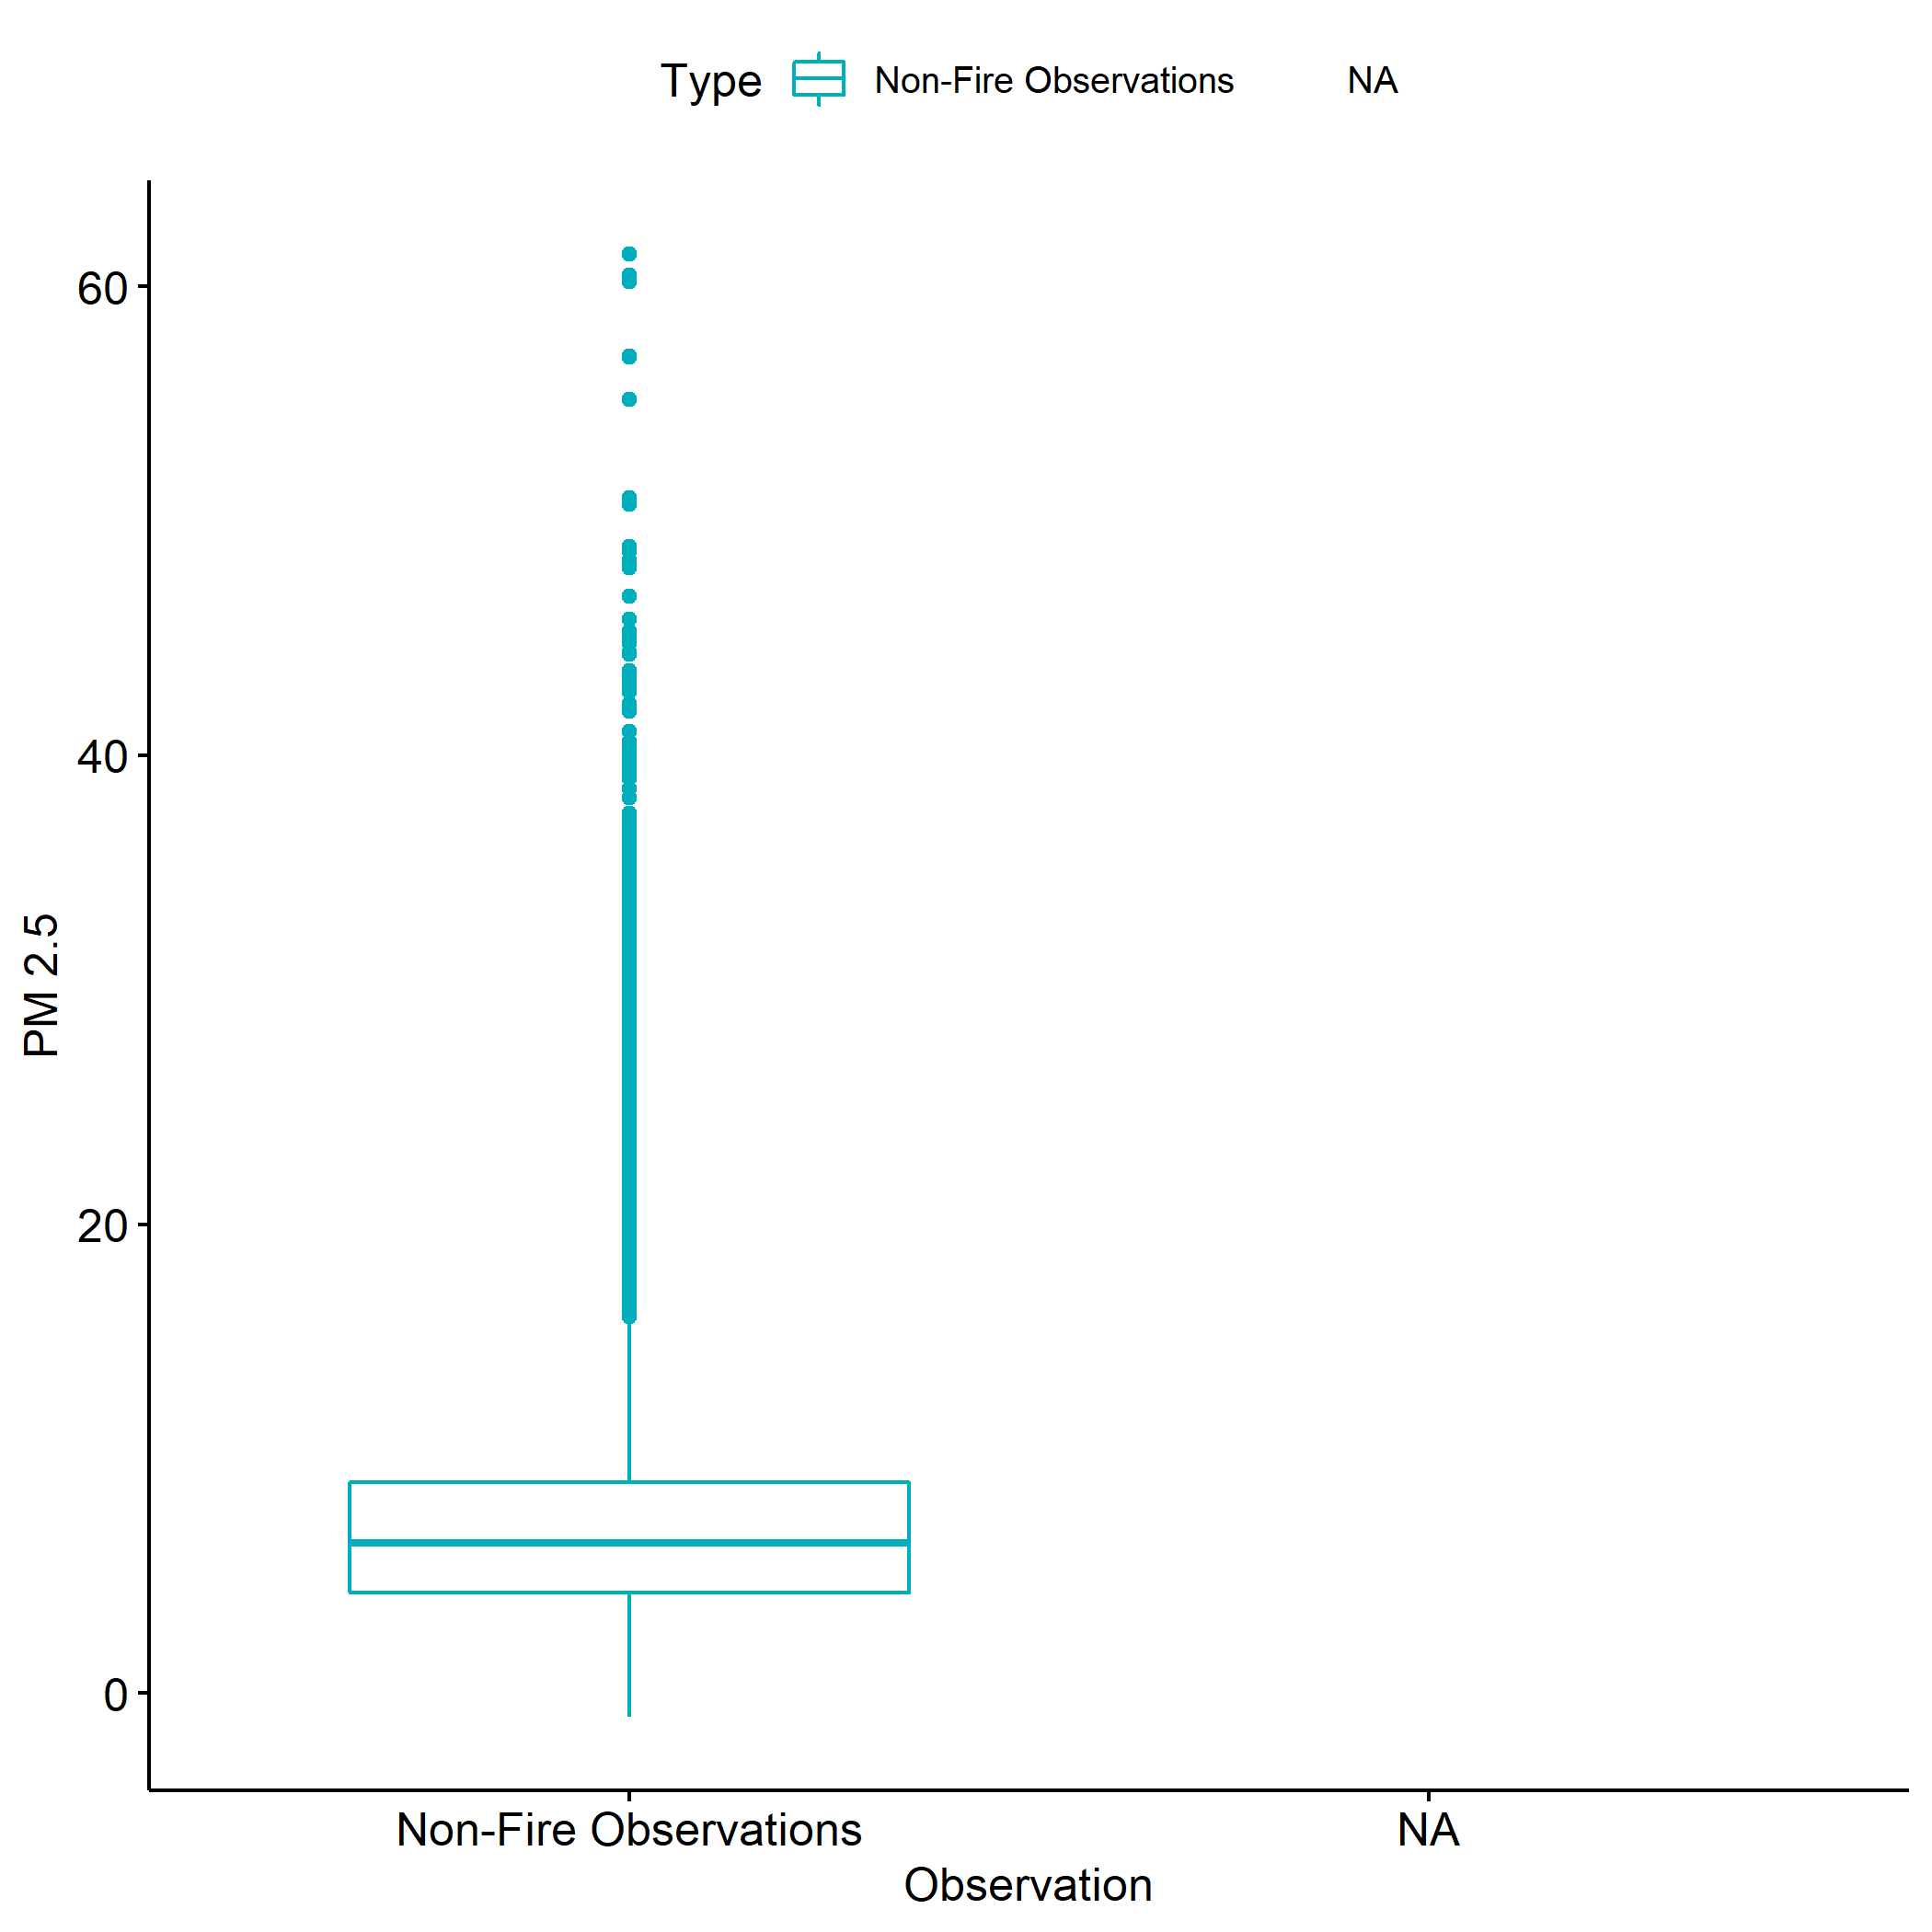 Type Non-Fire Observations NA
60
40
20
0
PM 2.5
Non-Fire Observations NA
Observation